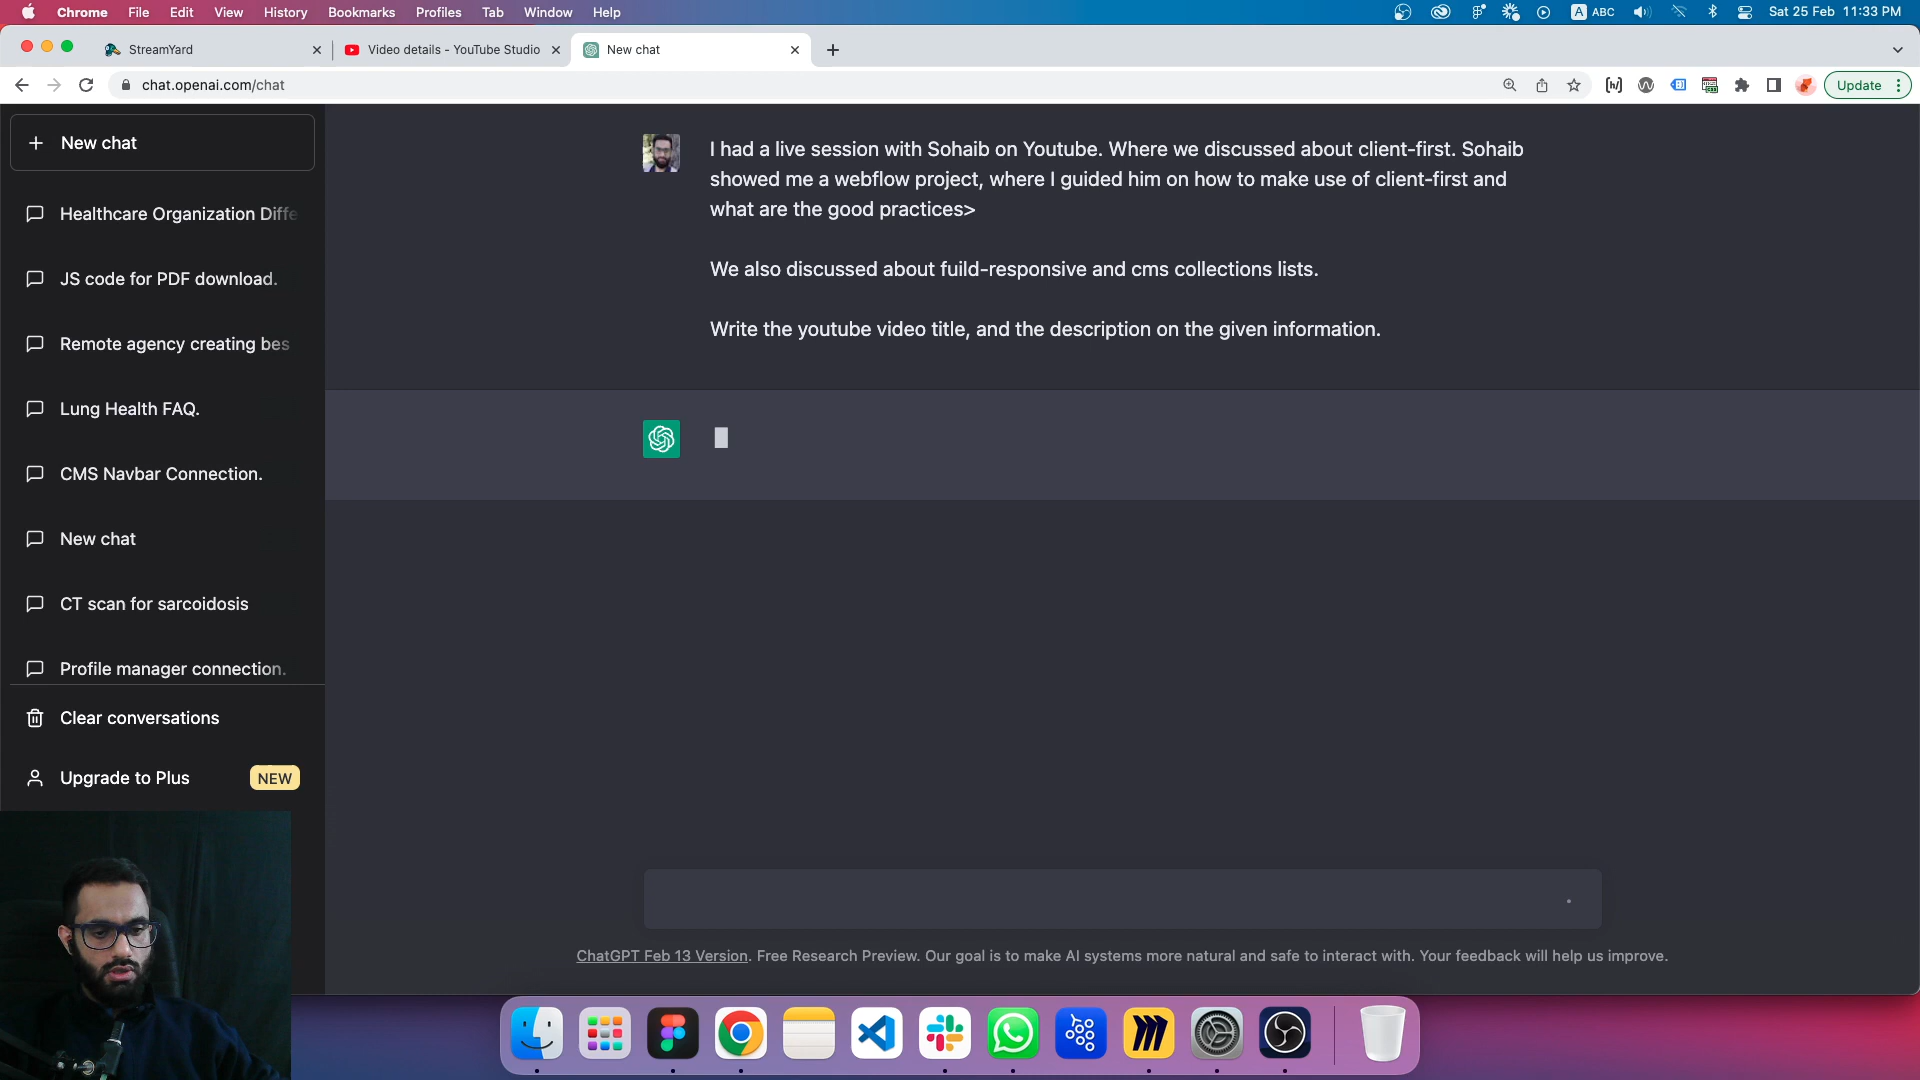 Chrome File Edit View History Bookmarks Profiles Tab Window Help
A ABC Sat 25 Feb 11:33 PM
StreamYard
Video details - YouTube Studio
New chat
chat.openai.com/chat
Update
New chat
Healthcare Organization Diffe
JS code for PDF download.
Remote agency creating bes
Lung Health FAQ.
CMS Navbar Connection.
New chat
CT scan for sarcoidosis
Profile manager connection.
Clear conversations
Upgrade to Plus NEW
I had a live session with Sohaib on Youtube. Where we discussed about client-first. Sohaib
showed me a webflow project, where I guided him on how to make use of client-first and
what are the good practices>
We also discussed about fuild-responsive and cms collections lists.
Write the youtube video title, and the description on the given information.
ChatGPT Feb 13 Version. Free Research Preview. Our goal is to make AI systems more natural and safe to interact with. Your feedback will help us improve.